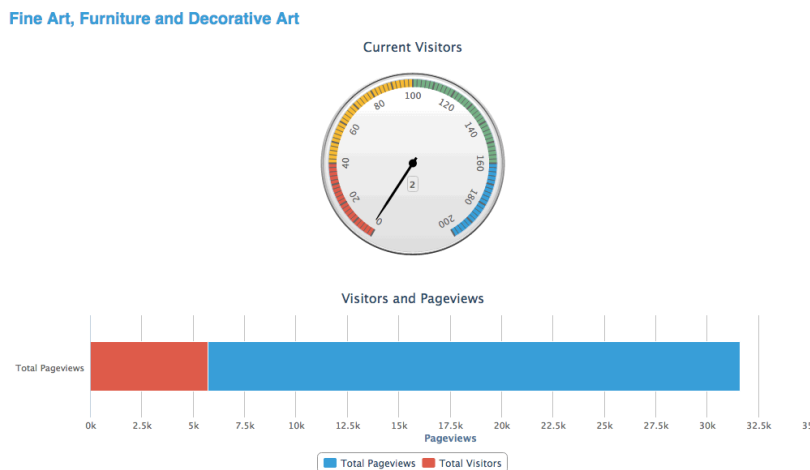 Fine Art, Furniture and Decorative Art
Current Visitors
0 20 40 60 80 100 120 140 160 180 200
2
Visitors and Pageviews
Total Pageviews
0k 2.5k 5k 7.5k 10k 12.5k 15k 17.5k 20k 22.5k 25k 27.5k 30k 32.5k
Pageviews
Total Pageviews Total Visitors